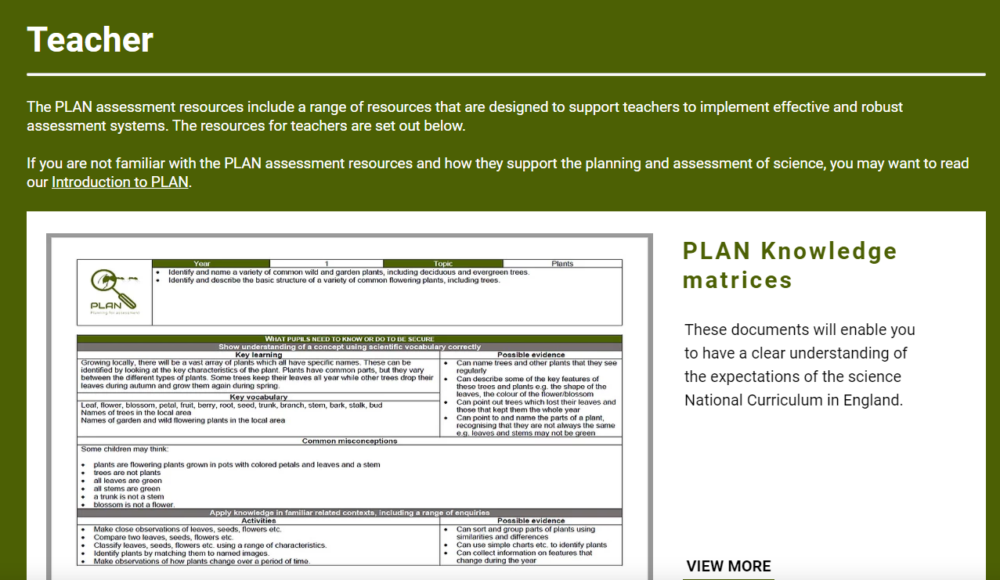 Teacher
The PLAN assessment resources include a range of resources that are designed to support teachers to implement effective and robust
assessment systems. The resources for teachers are set out below.
If you are not familiar with the PLAN assessment resources and how they support the planning and assessment of science, you may want to read
our Introduction to PLAN.
PLAN
Planning for assessment
Year 1 Topic Plants
• Identify and name a variety of common wild and garden plants, including deciduous and evergreen trees.
• Identify and describe the basic structure of a variety of common flowering plants, including trees.
WHAT PUPILS NEED TO KNOW OR DO TO BE SECURE
Show understanding of a concept using scientific vocabulary correctly
Key learning
Growing locally, there will be a vast array of plants which all have specific names. These can be
identified by looking at the key characteristics of the plant. Plants have common parts, but they vary
between the different types of plants. Some trees keep their leaves all year while other trees drop their
leaves during autumn and grow them again during spring.
Key vocabulary
Leaf, flower, blossom, petal, fruit, berry, root, seed, trunk, branch, stem, bark, stalk, bud
Names of trees in the local area
Names of garden and wild flowering plants in the local area
Possible evidence
• Can name trees and other plants that they see
regularly
• Can describe some of the key features of
these trees and plants e.g. the shape of the
leaves, the colour of the flower/blossom
• Can point out trees which lost their leaves and
those that kept them the whole year
• Can point to and name the parts of a plant,
recognising that they are not always the same
e.g. leaves and stems may not be green
Common misconceptions
Some children may think:
• plants are flowering plants grown in pots with colored petals and leaves and a stem
• trees are not plants
• all leaves are green
• all stems are green
• a trunk is not a stem
• blossom is not a flower.
Apply knowledge in familiar related contexts, including a range of enquiries
Activities
• Make close observations of leaves, seeds, flowers etc.
• Compare two leaves, seeds, flowers etc.
• Classify leaves, seeds, flowers etc. using a range of characteristics.
• Identify plants by matching them to named images.
• Make observations of how plants change over a period of time.
Possible evidence
• Can sort and group parts of plants using
similarities and differences
• Can use simple charts etc. to identify plants
• Can collect information on features that
change during the year
PLAN Knowledge
matrices
These documents will enable you
to have a clear understanding of
the expectations of the science
National Curriculum in England.
VIEW MORE